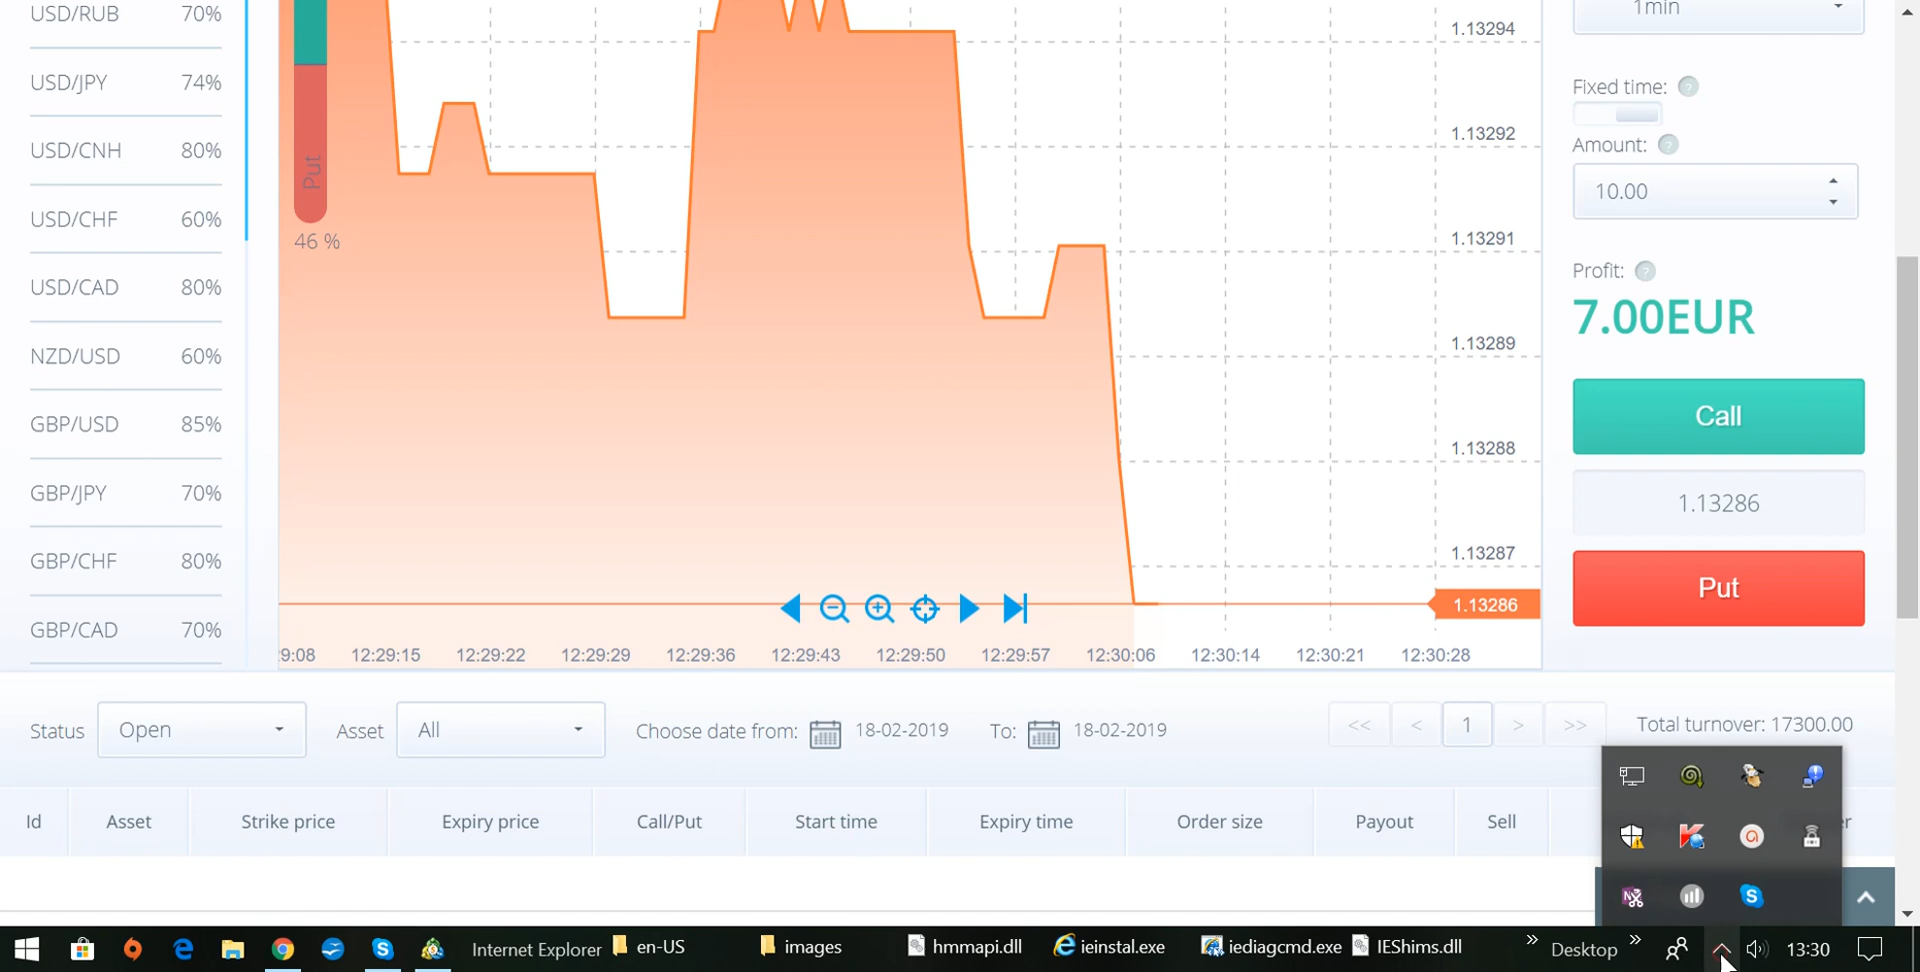 USD/RUB 70%
USD/JPY 74%
USD/CNH 80%
USD/CHF 60%
USD/CAD 80%
NZD/USD 60%
GBP/USD 85%
GBP/JPY 70%
GBP/CHF 80%
GBP/CAD 70%
Put
46 %
1.13294
1.13292
1.13291
1.13289
1.13288
1.13287
1.13286
9:08 12:29:15 12:29:22 12:29:29 12:29:36 12:29:43 12:29:50 12:29:57 12:30:06 12:30:14 12:30:21 12:30:28
1min
Fixed time: ?
Amount: ?
10.00
Profit: ?
7.00EUR
Call
1.13286
Put
Status Open Asset All Choose date from: 18-02-2019 To: 18-02-2019 << < 1 > >> Total turnover: 17300.00
Id Asset Strike price Expiry price Call/Put Start time Expiry time Order size Payout Sell er
Internet Explorer en-US images hmmapi.dll ieinstal.exe iediagcmd.exe IEShims.dll » Desktop » 13:30